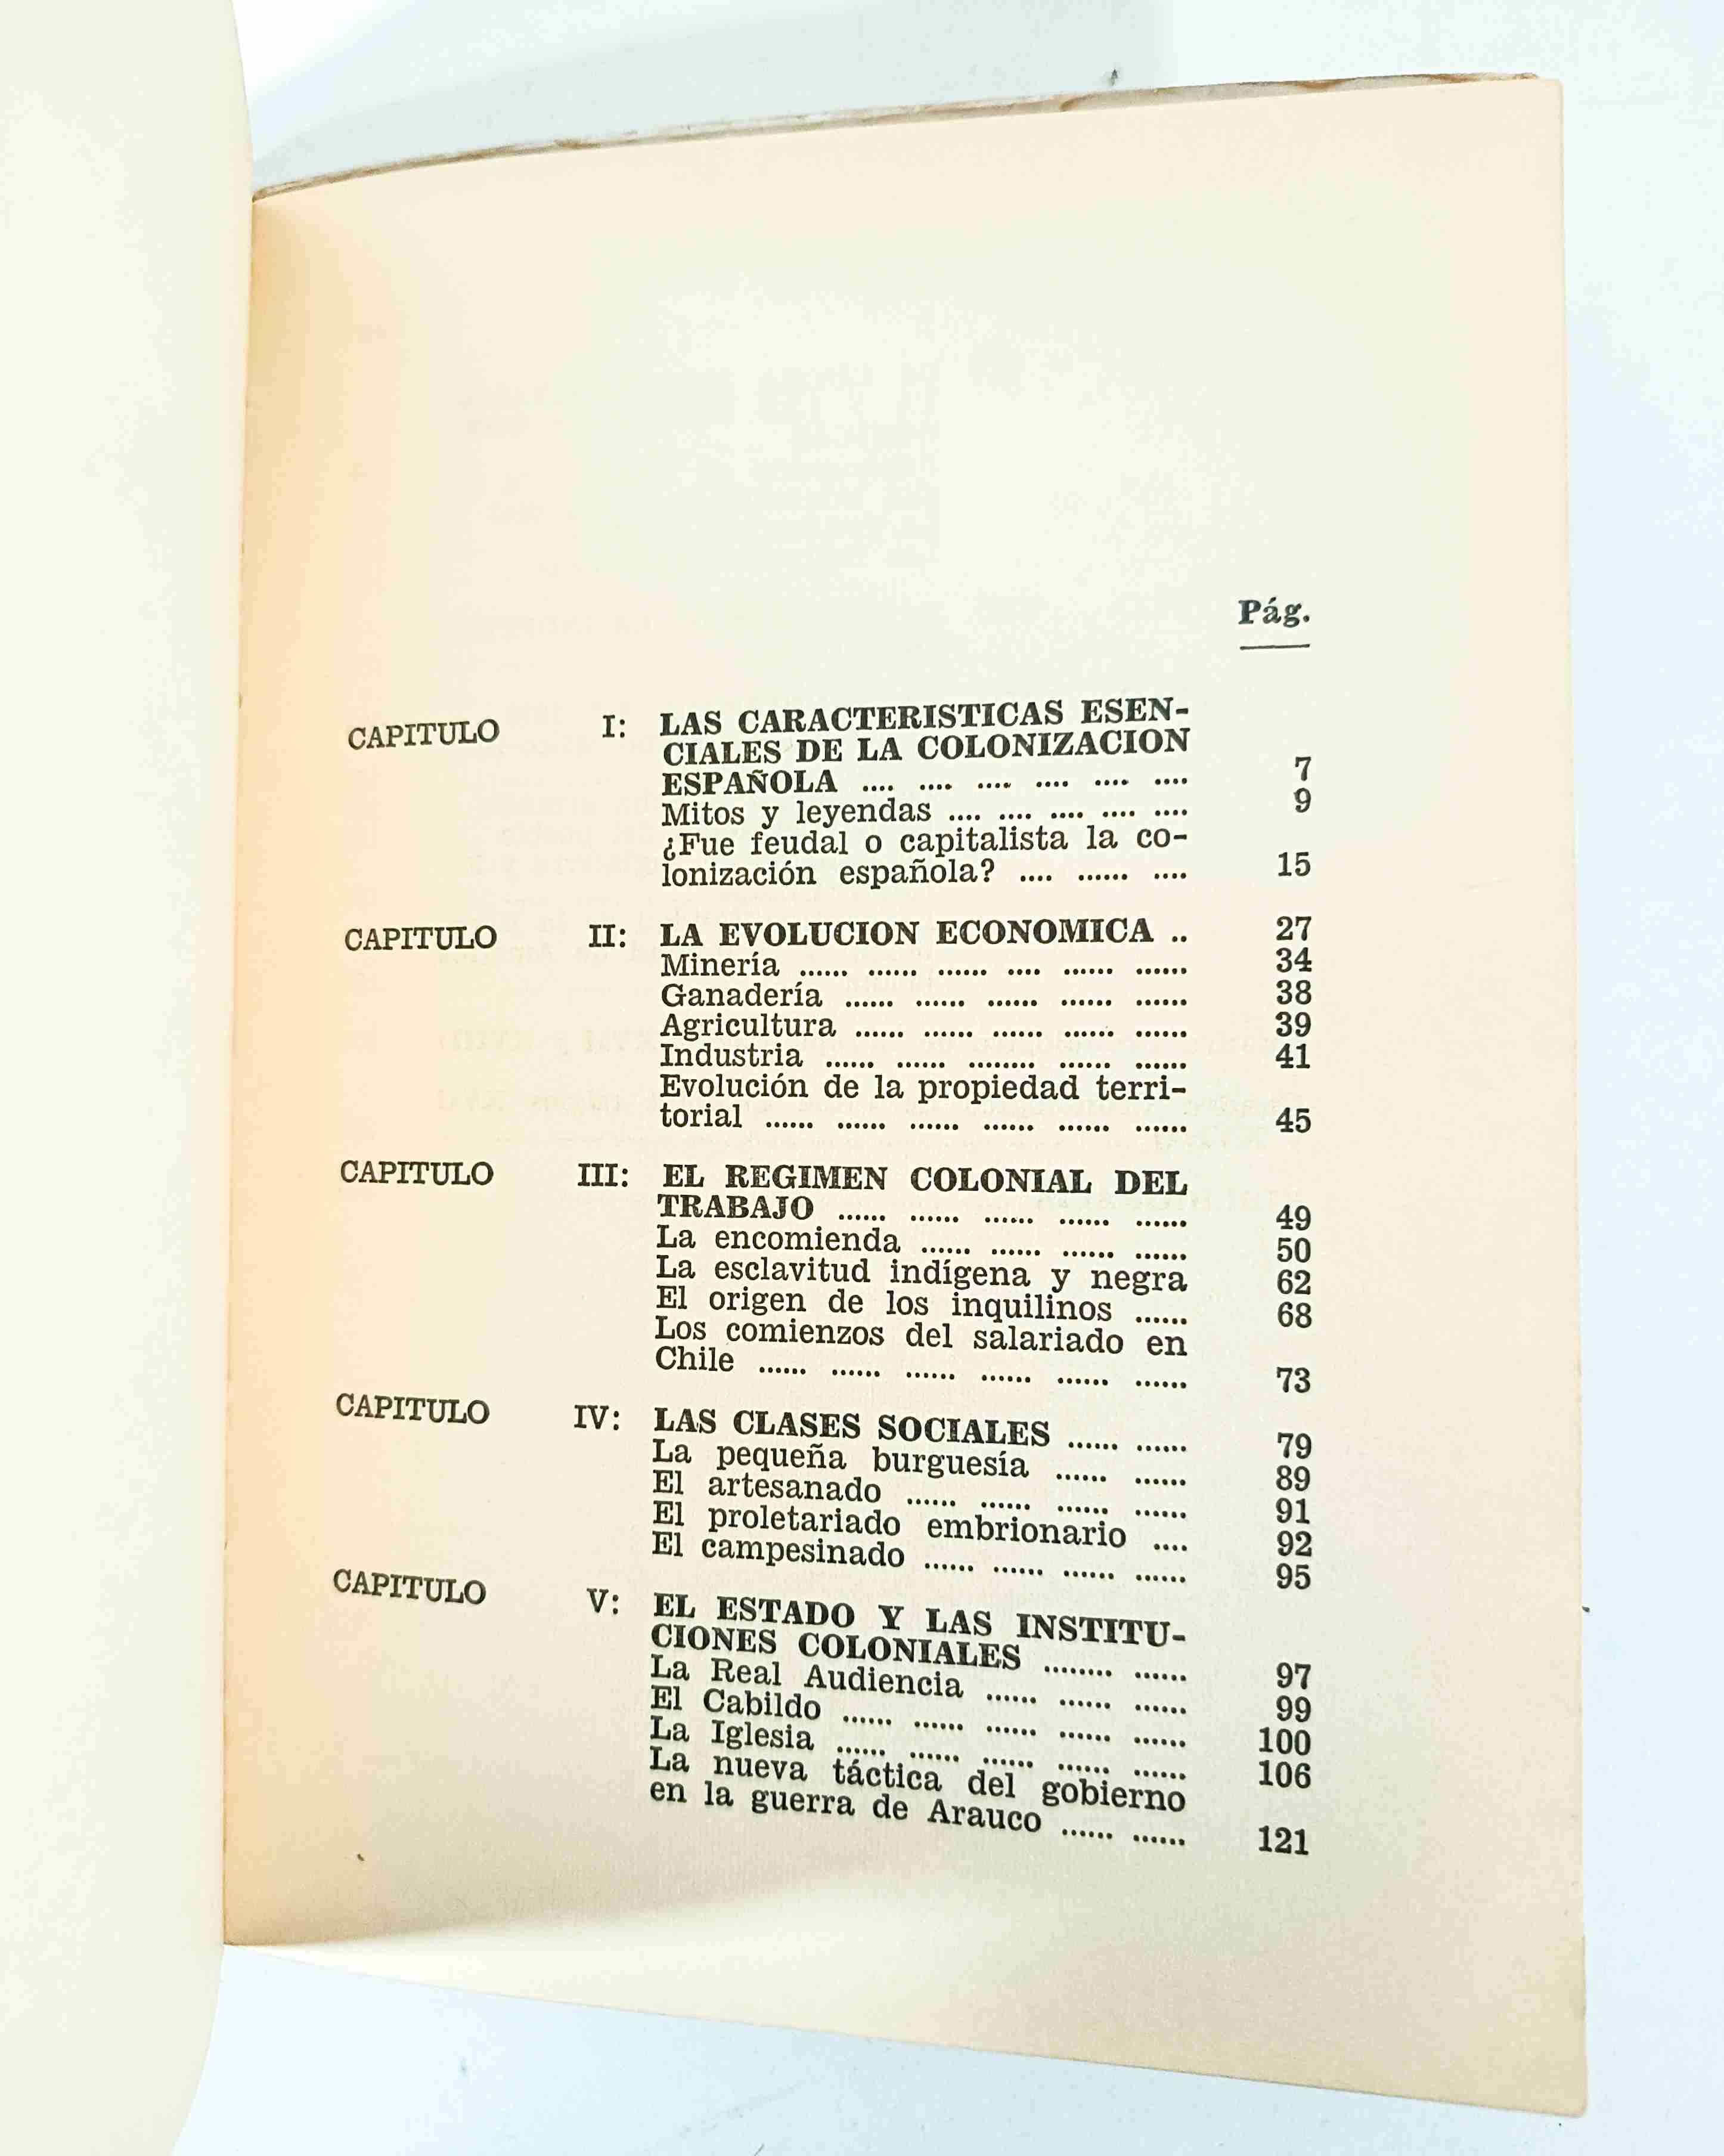 Pág.
CAPITULO I: LAS CARACTERISTICAS ESEN-
CIALES DE LA COLONIZACION
ESPAÑOLA .... .... .... .... .... .... 7
Mitos y leyendas .... .... .... .... .... 9
¿Fue feudal o capitalista la co-
lonización española? .... ...... .... 15
CAPITULO II: LA EVOLUCION ECONOMICA .. 27
Minería ...... ...... ...... .... ...... ...... 34
Ganadería ...... ...... ...... ...... ...... 38
Agricultura ...... ...... ...... ...... ...... 39
Industria ...... ...... ........ ...... ...... 41
Evolución de la propiedad terri-
torial ...... ...... ...... ...... ...... ...... 45
CAPITULO III: EL REGIMEN COLONIAL DEL
TRABAJO ...... ...... ...... ...... ...... 49
La encomienda ...... ...... ...... ...... 50
La esclavitud indígena y negra 62
El origen de los inquilinos ...... 68
Los comienzos del salariado en
Chile ...... ...... ...... ...... ...... ...... 73
CAPITULO IV: LAS CLASES SOCIALES ...... ...... 79
La pequeña burguesía ...... ...... 89
El artesanado ...... ...... ...... ...... 91
El proletariado embrionario .... 92
El campesinado ...... ...... ...... ...... 95
CAPITULO V: EL ESTADO Y LAS INSTITU-
CIONES COLONIALES ........ ...... 97
La Real Audiencia ...... ...... ...... 99
El Cabildo ...... ...... ...... ...... ...... 100
La Iglesia ...... ...... ...... ...... ...... 106
La nueva táctica del gobierno
en la guerra de Arauco ...... ...... 121